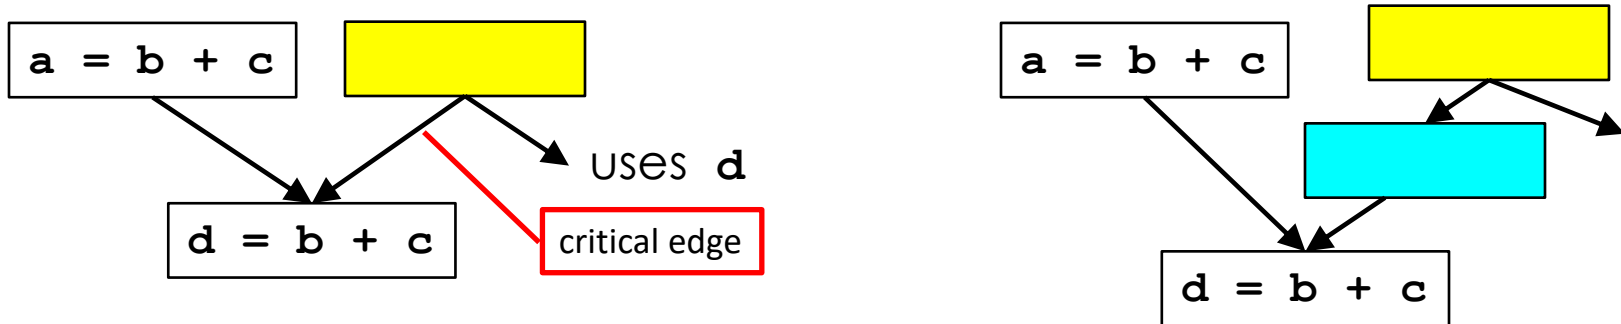 a = b + c
uses d
d = b + c
critical edge
a = b + c
d = b + c